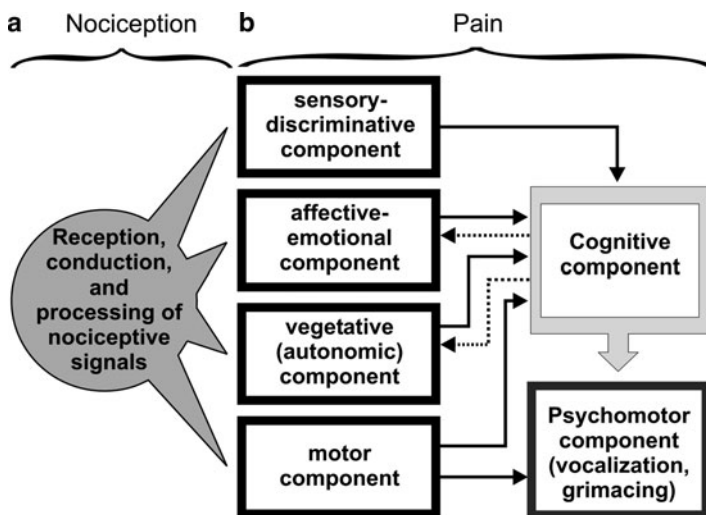 a Nociception b Pain
Reception,
conduction,
and
processing of
nociceptive
signals
sensory-
discriminative
component
affective-
emotional
component
vegetative
(autonomic)
component
motor
component
Cognitive
component
Psychomotor
component
(vocalization,
grimacing)